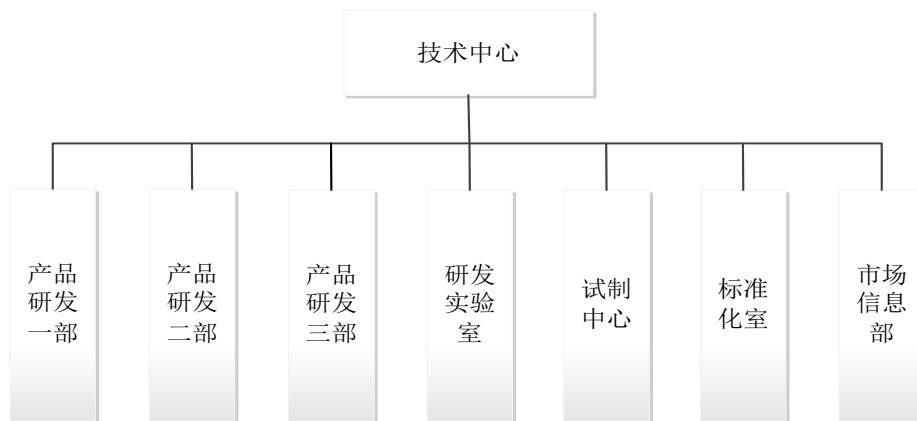 技术中心
产品
研发
一部
产品
研发
二部
产品
研发
三部
研发
实验
室
试制
中心
标准
化室
市场
信息
部